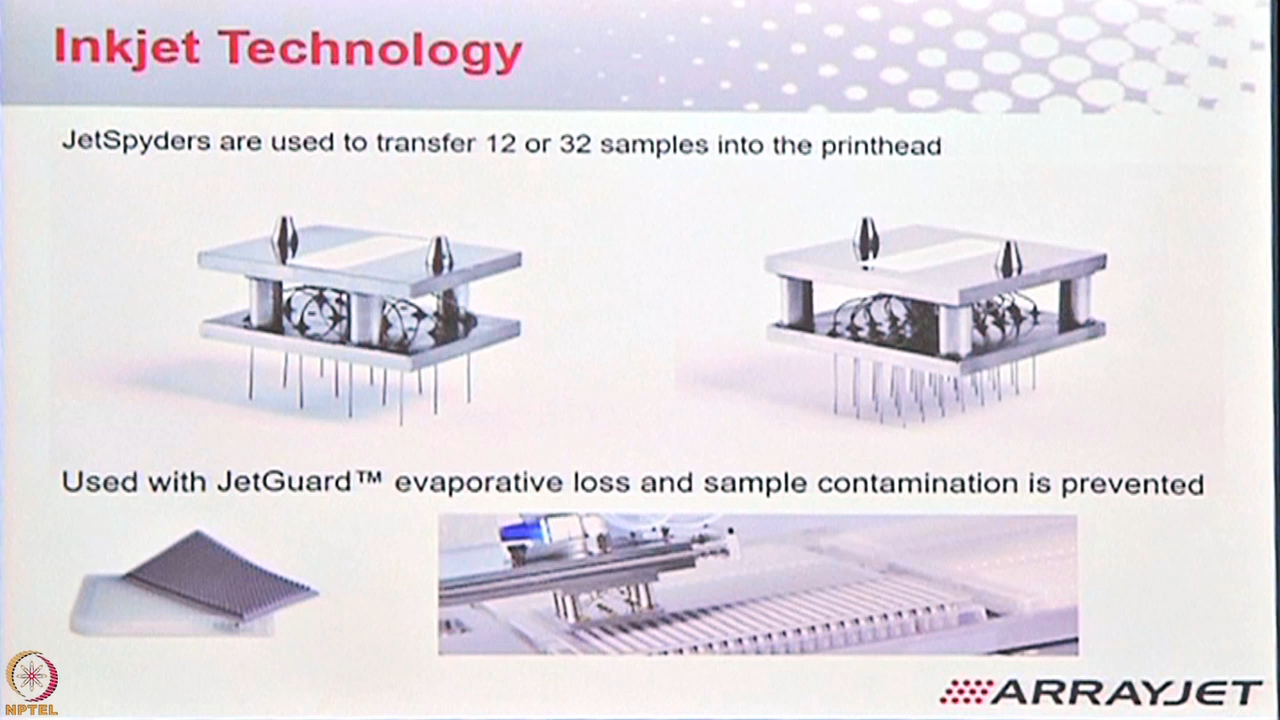 Inkjet Technology
JetSpyders are used to transfer 12 or 32 samples into the printhead
Used with JetGuard™ evaporative loss and sample contamination is prevented
NPTEL
ARRAYJET